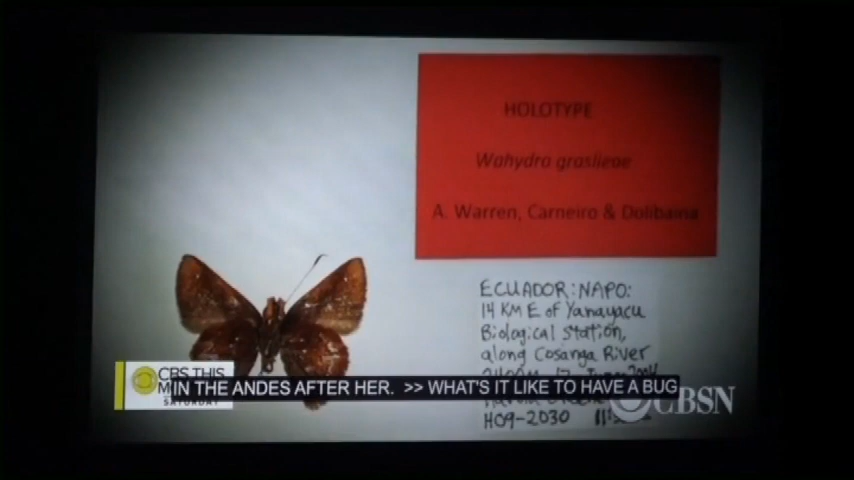 HOLOTYPE
Wahydra graslieae
A. Warren, Carneiro & Dolibaina
ECUADOR: NAPO:
14 KM E of Yanayacu
Biological Station,
along Cosanga River
CBS THIS
SATURDAY
IN THE ANDES AFTER HER. >> WHAT'S IT LIKE TO HAVE A BUG
CBSN
H09-2030